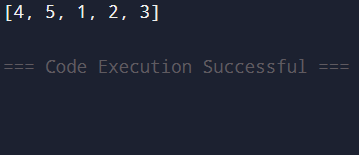 [4, 5, 1, 2, 3]
=== Code Execution Successful ===